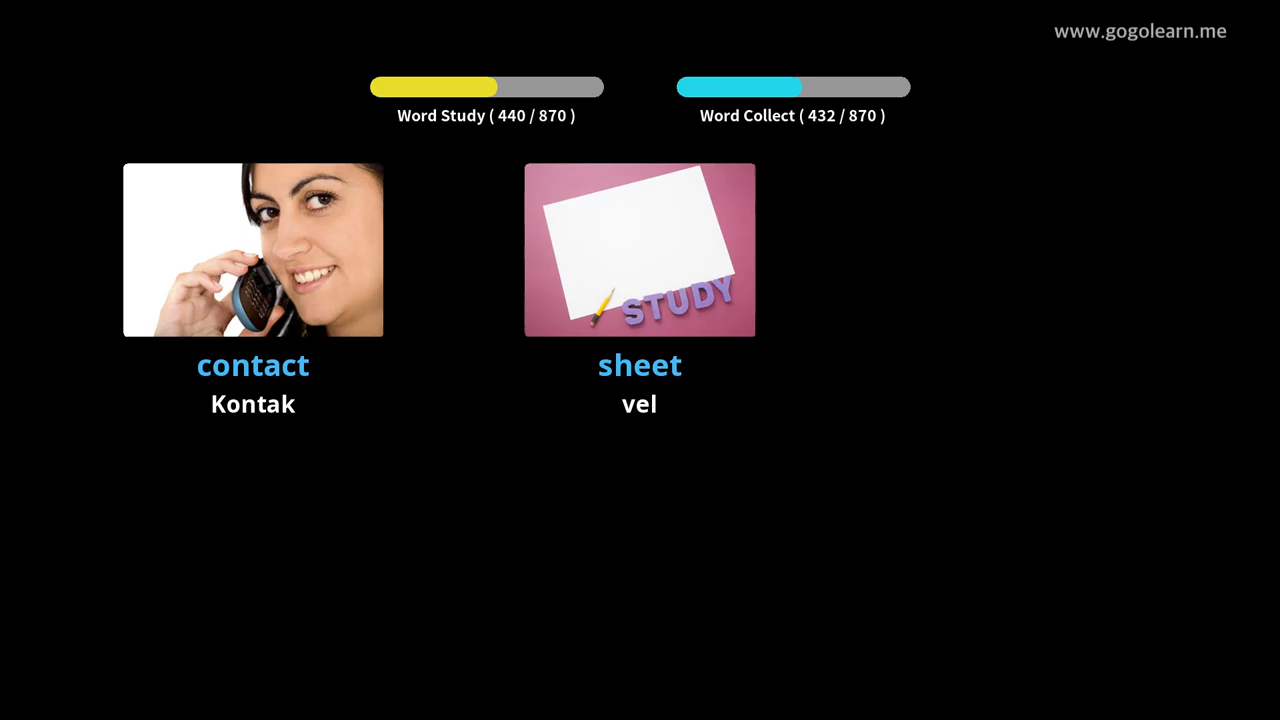 www.gogolearn.me
Word Study ( 440 / 870 )
Word Collect ( 432 / 870 )
STUDY
contact
Kontak
sheet
vel